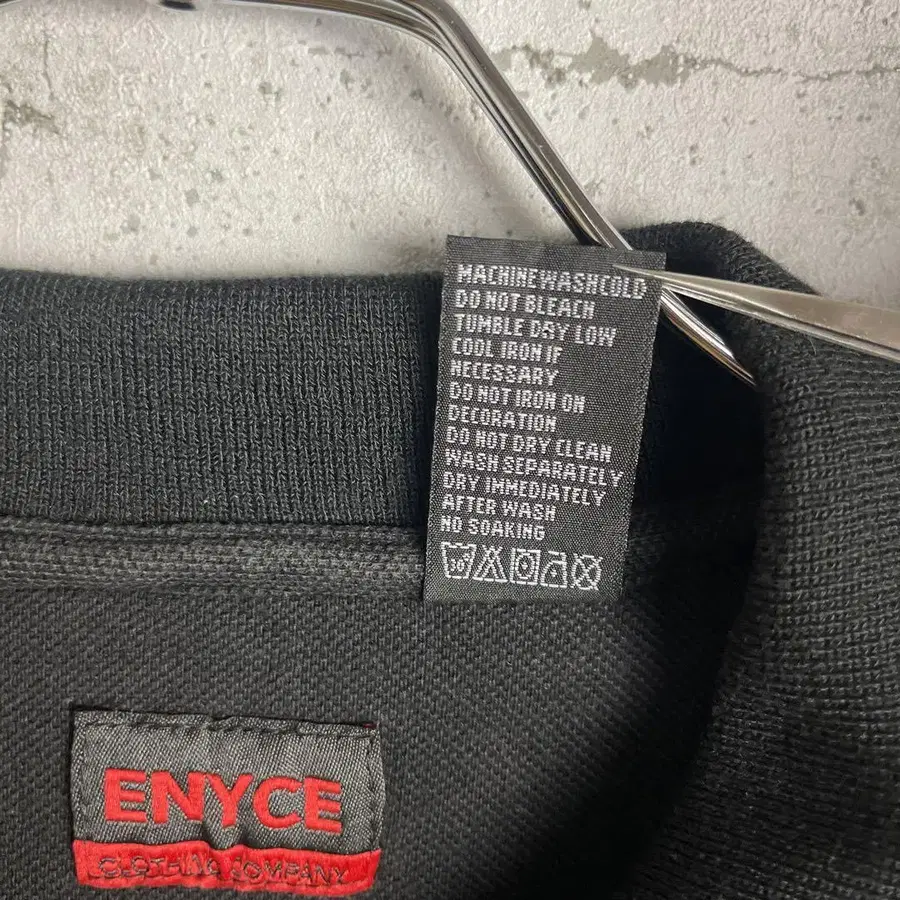 MACHINE WASH COLD
DO NOT BLEACH
TUMBLE DRY LOW
COOL IRON IF
NECESSARY
DO NOT IRON ON
DECORATION
DO NOT DRY CLEAN
WASH SEPARATELY
DRY IMMEDIATELY
AFTER WASH
NO SOAKING
30°
ENYCE
CLOTHING COMPANY